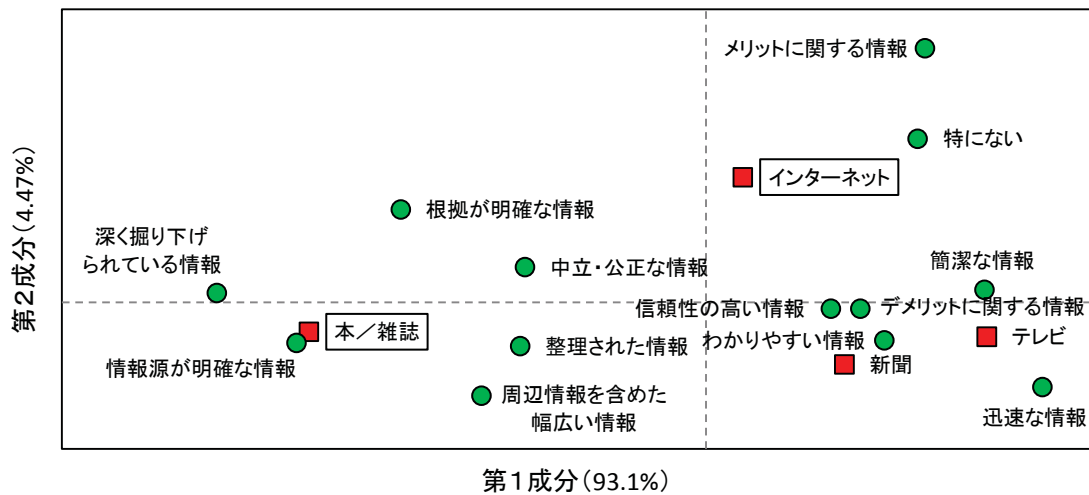 メリットに関する情報
特にない
インターネット
根拠が明確な情報
深く掘り下げ
られている情報
中立・公正な情報
簡潔な情報
信頼性の高い情報
デメリットに関する情報
本／雑誌
わかりやすい情報
テレビ
整理された情報
情報源が明確な情報
新聞
周辺情報を含めた
幅広い情報
迅速な情報
第２成分（4.47%）
第１成分（93.1%）